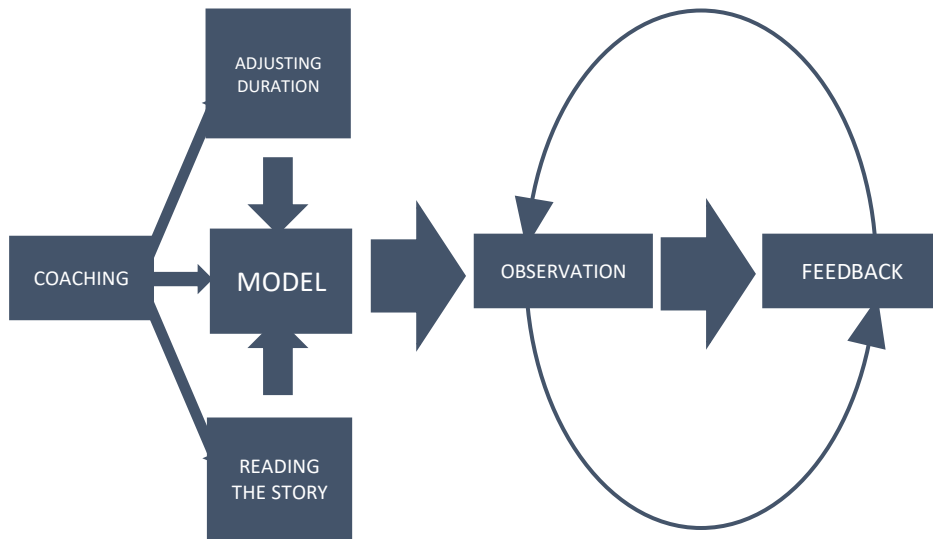 ADJUSTING
DURATION
COACHING
MODEL
OBSERVATION
FEEDBACK
READING
THE STORY